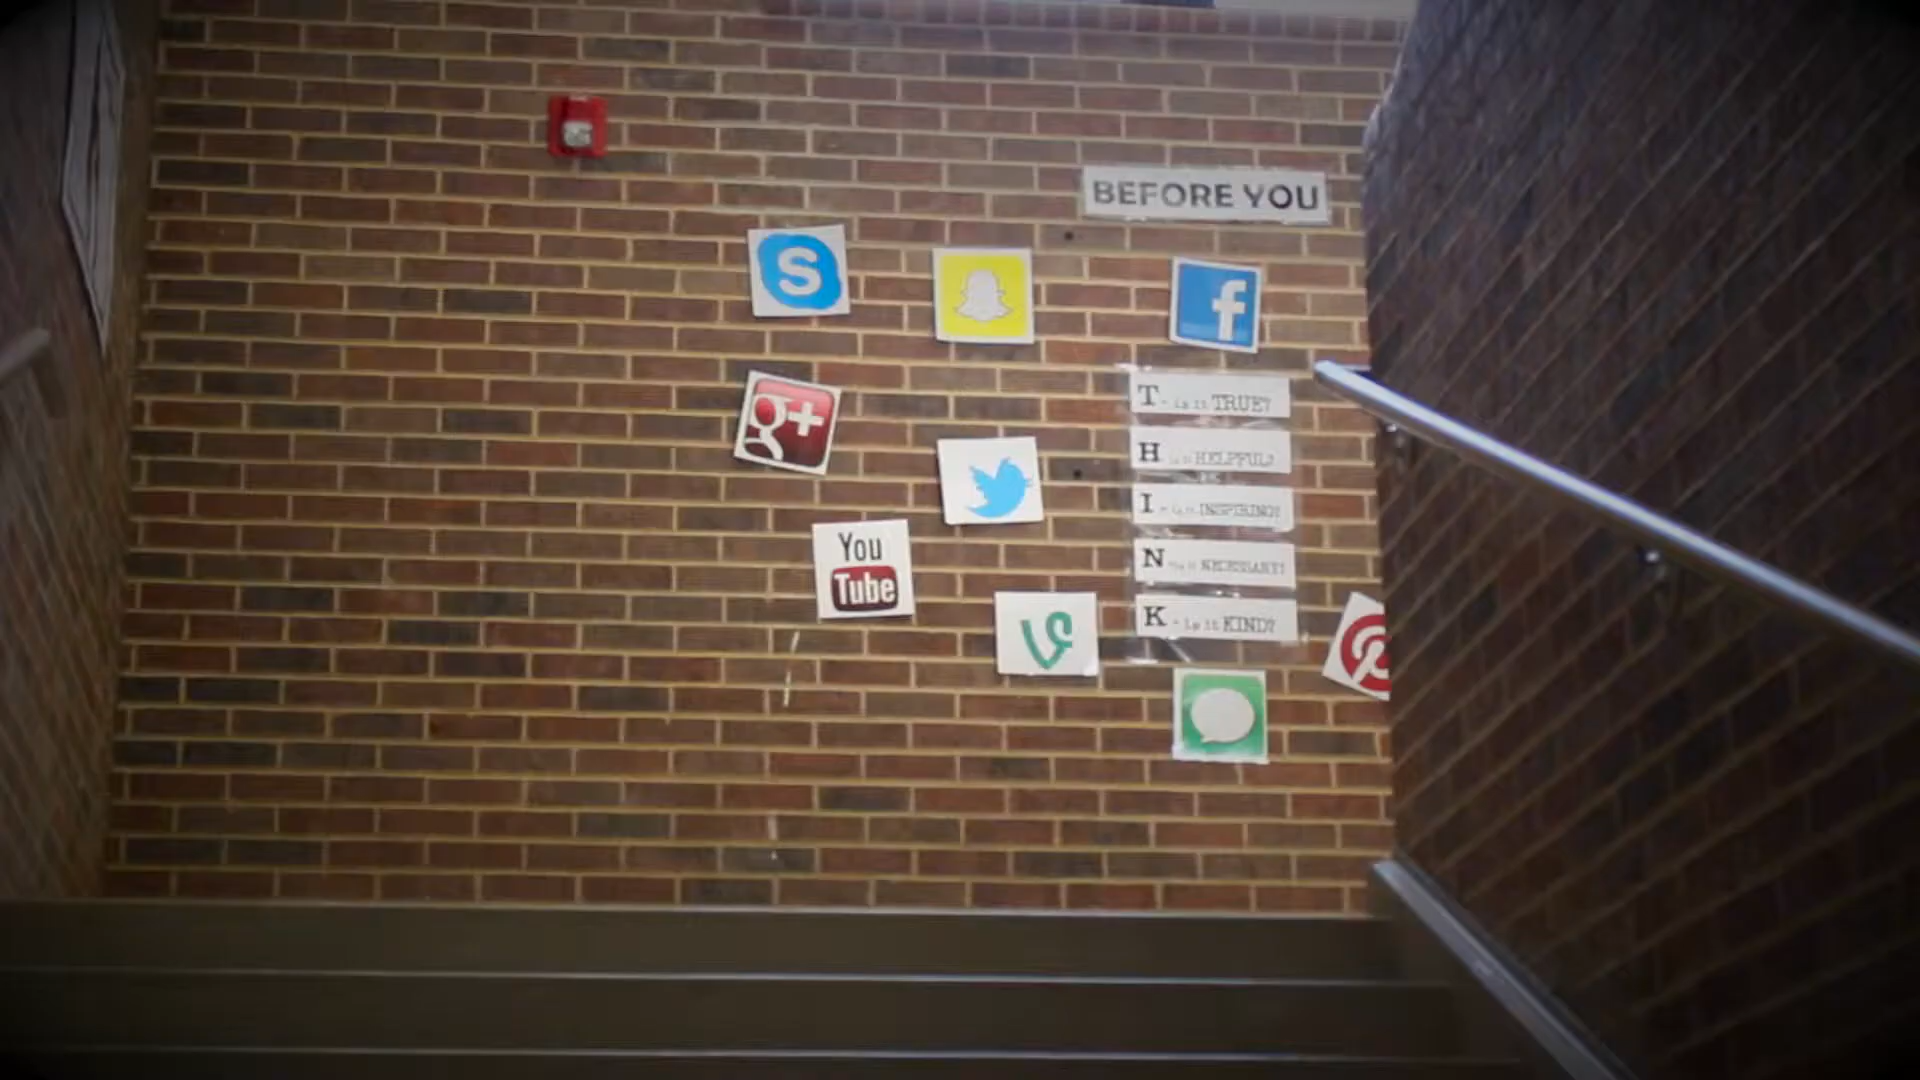 BEFORE YOU
S
f
g+
T - is it TRUE?
H - is it HELPFUL?
I - is it INSPIRING?
N - is it NECESSARY?
K - is it KIND?
You
Tube